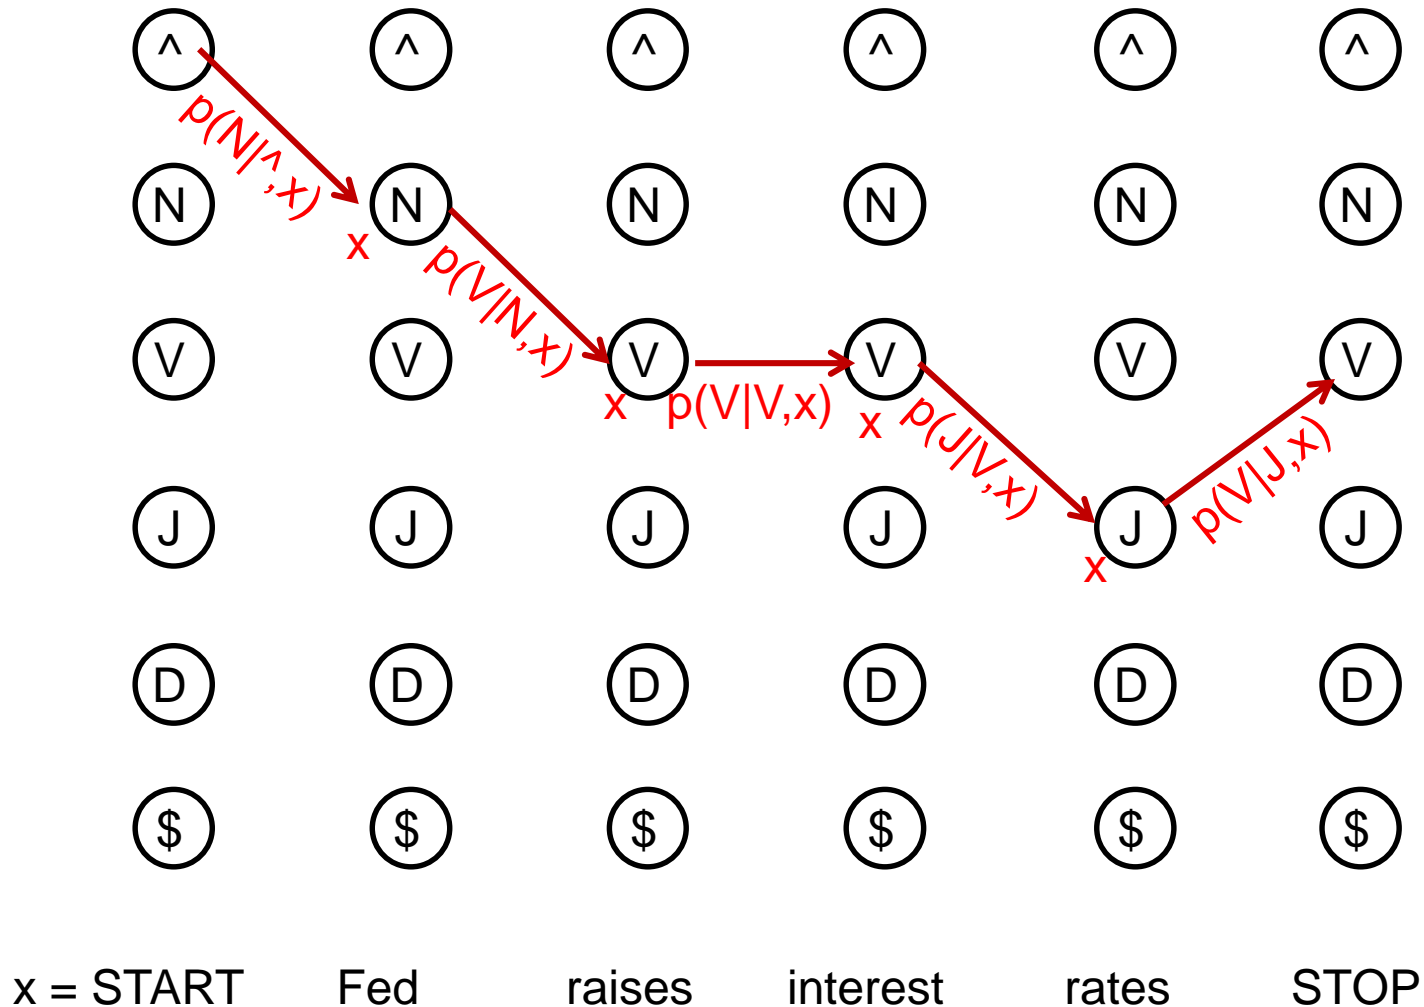 ^ ^ ^ ^ ^ ^
p(N|^,x)
N N N N N N
x
p(V|N,x)
V V V V V V
x p(V|V,x) x
p(J|V,x)
p(V|J,x)
J J J J J J
x
D D D D D D
$ $ $ $ $ $
x = START Fed raises interest rates STOP